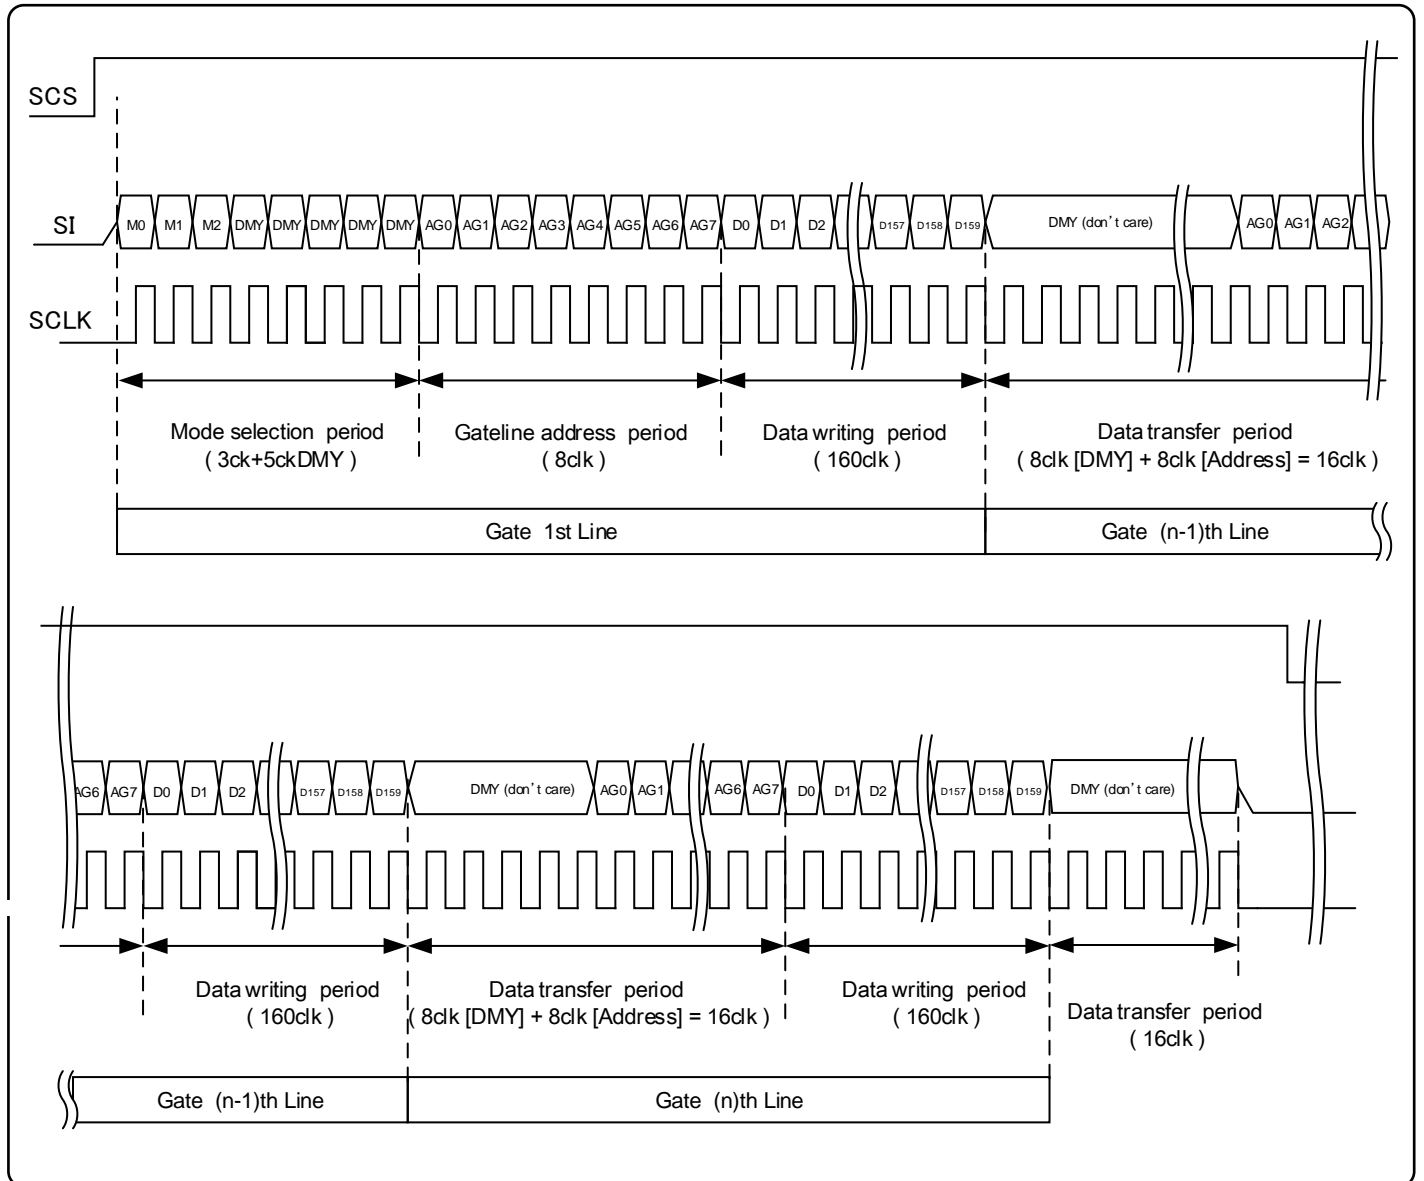 SCS
SI
M0 M1 M2 DMY DMY DMY DMY DMY AG0 AG1 AG2 AG3 AG4 AG5 AG6 AG7 D0 D1 D2 D157 D158 D159 DMY (don't care) AG0 AG1 AG2
SCLK
Mode selection period
( 3ck+5ckDMY )
Gateline address period
( 8clk )
Data writing period
( 160clk )
Data transfer period
( 8clk [DMY] + 8clk [Address] = 16clk )
Gate 1st Line
Gate (n-1)th Line
AG6 AG7 D0 D1 D2 D157 D158 D159 DMY (don't care) AG0 AG1 AG6 AG7 D0 D1 D2 D157 D158 D159 DMY (don't care)
Data writing period
( 160clk )
Data transfer period
( 8clk [DMY] + 8clk [Address] = 16clk )
Data writing period
( 160clk )
Data transfer period
( 16clk )
Gate (n-1)th Line
Gate (n)th Line